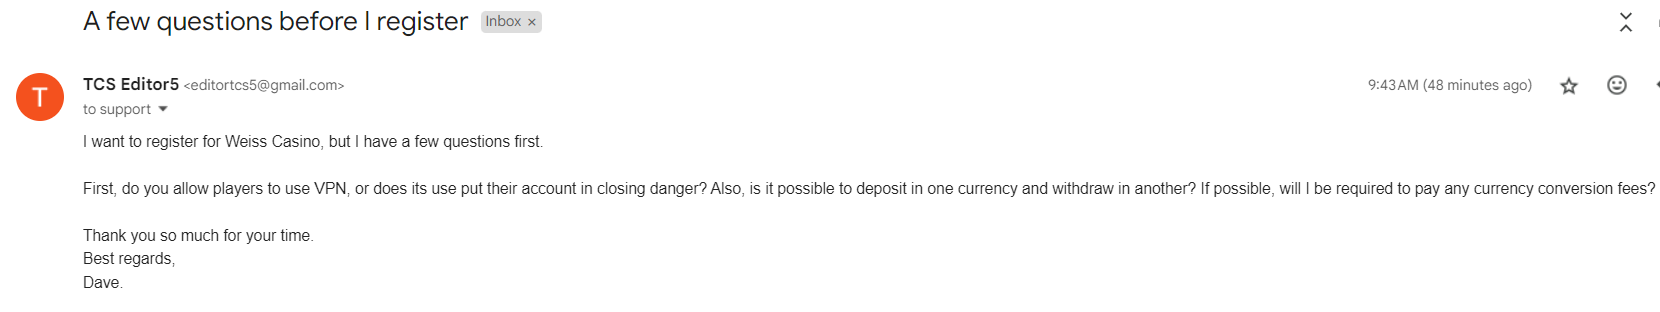 A few questions before I register Inbox ×
T
TCS Editor5 <editortcs5@gmail.com> 9:43 AM (48 minutes ago)
to support
I want to register for Weiss Casino, but I have a few questions first.
First, do you allow players to use VPN, or does its use put their account in closing danger? Also, is it possible to deposit in one currency and withdraw in another? If possible, will I be required to pay any currency conversion fees?
Thank you so much for your time.
Best regards,
Dave.